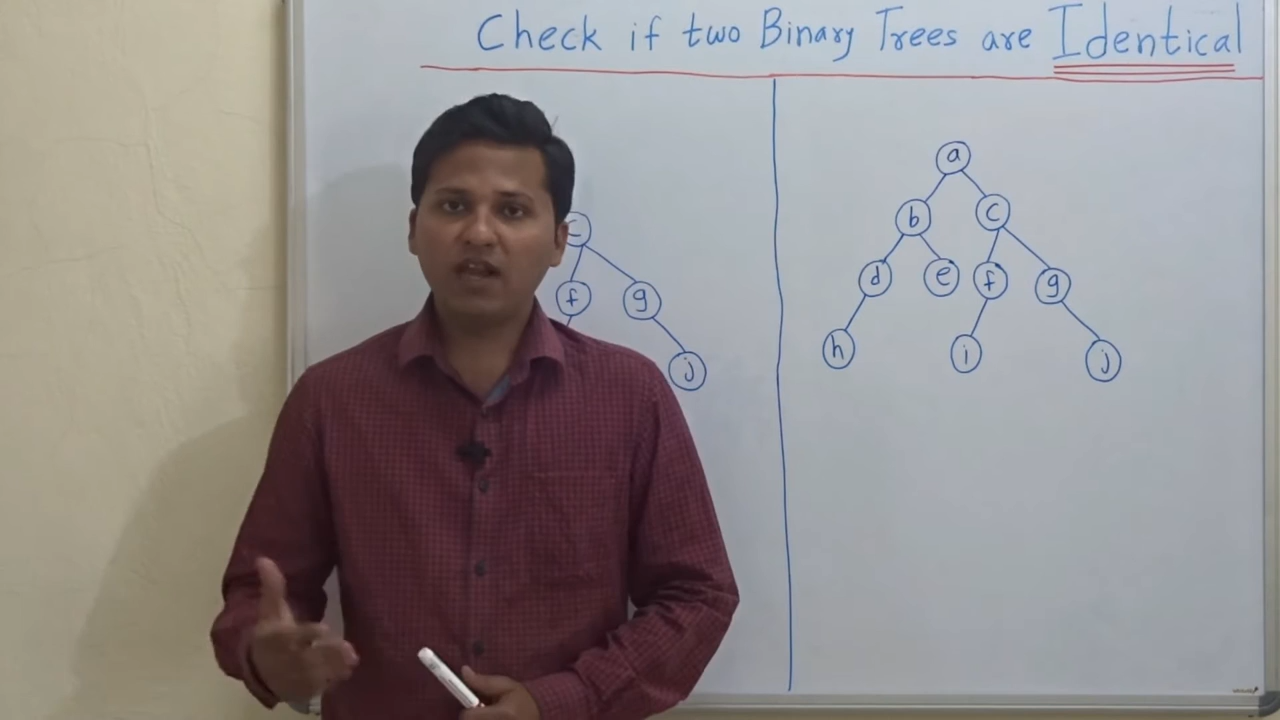 Check if two Binary Trees are Identical
a
b c
d e f g
h i j
c
f g
j